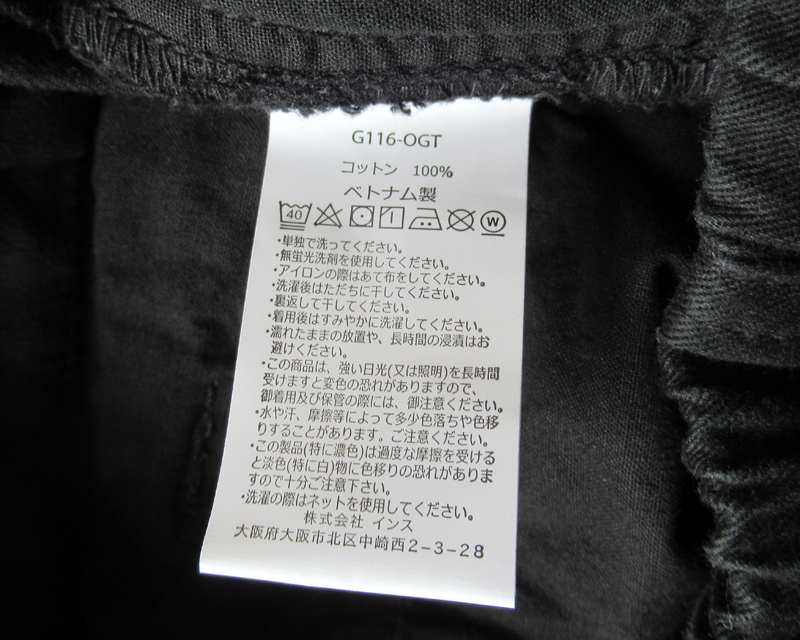 G116-OGT
コットン 100%
ベトナム製
40 W
・単独で洗ってください。
・無蛍光洗剤を使用してください。
・アイロンの際はあて布をしてください。
・洗濯後はただちに干してください。
・裏返して干してください。
・着用後はすみやかに洗濯してください。
・濡れたままの放置や、長時間の浸漬はお
避けください。
・この商品は、強い日光(又は照明)を長時間
受けますと変色の恐れがありますので、
御着用及び保管の際には、御注意ください。
・水や汗、摩擦等によって多少色落ちや色移
りすることがあります。ご注意ください。
・この製品(特に濃色)は過度な摩擦を受ける
と淡色(特に白)物に色移りの恐れがありま
すので十分ご注意下さい。
・洗濯の際はネットを使用してください。
株式会社 インス
大阪府大阪市北区中崎西2-3-28